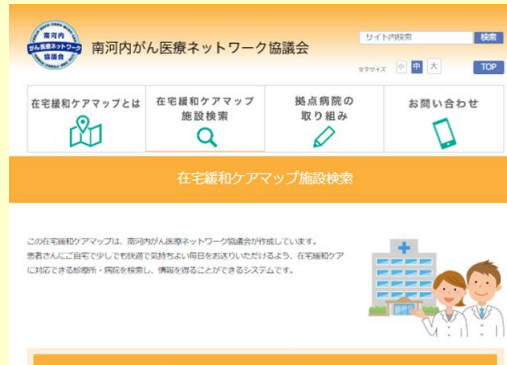 南河内
がん医療ネットワーク
協議会
南河内がん医療ネットワーク協議会
サイト内検索
検索
文字サイズ
小
中
大
TOP
在宅緩和ケアマップとは
在宅緩和ケアマップ
施設検索
拠点病院の
取り組み
お問い合わせ
在宅緩和ケアマップ施設検索
この在宅緩和ケアマップは、南河内がん医療ネットワーク協議会が作成しています。
患者さんにご自宅で少しでも快適で気持ちよい毎日をお送りいただけるよう、在宅緩和ケア
に対応できる診療所・病院を検索し、情報を得ることができるシステムです。